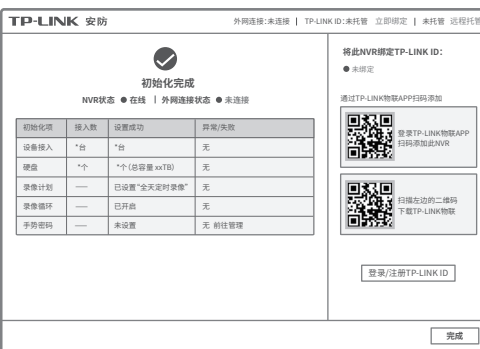 TP-LINK 安防
外网连接:未连接 | TP-LINK ID:未托管 立即绑定 | 未托管 远程托管
初始化完成
NVR状态 ● 在线 | 外网连接状态 ● 未连接
初始化项 接入数 设置成功 异常/失败
设备接入 *台 *台 无
硬盘 *个 *个(总容量xxTB) 无
录像计划 — 已设置“全天定时录像” 无
录像循环 — 已开启 无
手势密码 — 未设置 无 前往管理
将此NVR绑定TP-LINK ID:
● 未绑定
通过TP-LINK物联APP扫码添加
登录TP-LINK物联APP
扫码添加此NVR
扫描左边的二维码
下载TP-LINK物联
登录/注册TP-LINK ID
完成